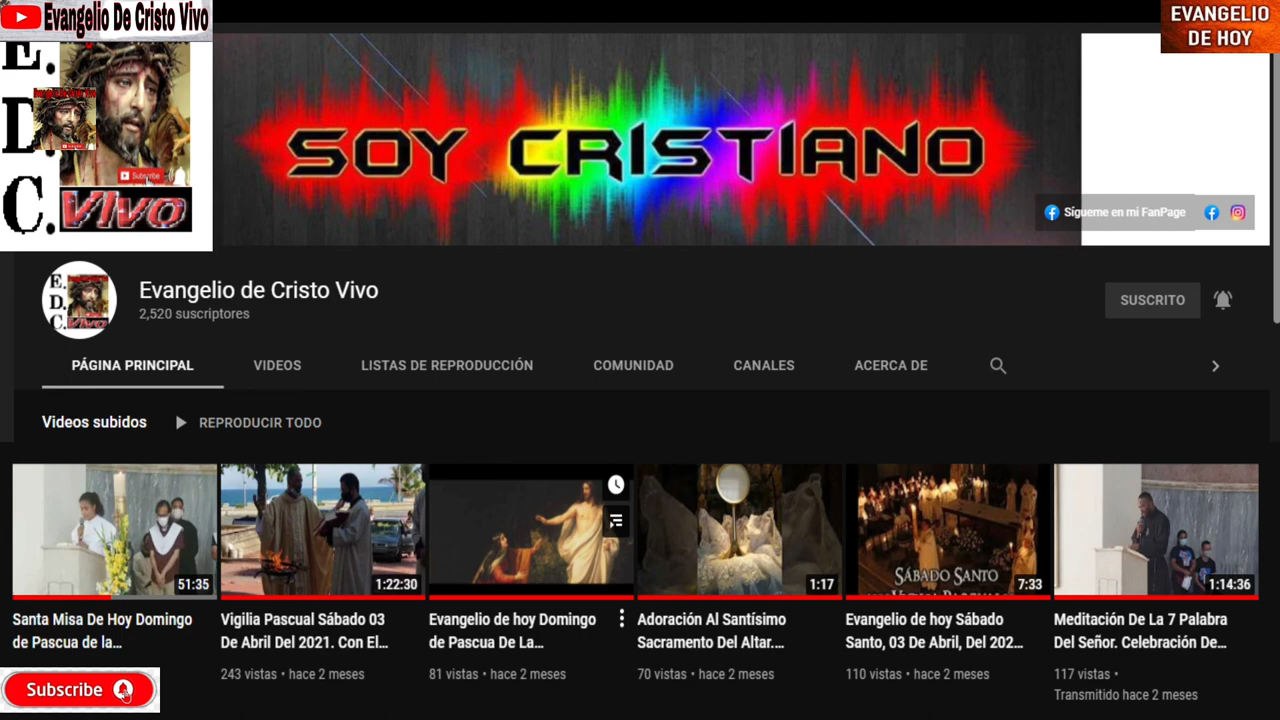 Evangelio De Cristo Vivo
EVANGELIO
DE HOY
E.
D.
C.
Subscribe
Vivo
SOY CRISTIANO
Sígueme en mi FanPage
E.
D.
C.
Vivo
Evangelio de Cristo Vivo
2,520 suscriptores
SUSCRITO
PÁGINA PRINCIPAL
VIDEOS
LISTAS DE REPRODUCCIÓN
COMUNIDAD
CANALES
ACERCA DE
Videos subidos
REPRODUCIR TODO
51:35
1:22:30
1:17
SÁBADO SANTO
7:33
1:14:36
Santa Misa De Hoy Domingo
de Pascua de la...
Vigilia Pascual Sábado 03
De Abril Del 2021. Con El...
243 vistas • hace 2 meses
Evangelio de hoy Domingo
de Pascua De La...
81 vistas • hace 2 meses
Adoración Al Santísimo
Sacramento Del Altar....
70 vistas • hace 2 meses
Evangelio de hoy Sábado
Santo, 03 De Abril, Del 202...
110 vistas • hace 2 meses
Meditación De La 7 Palabra
Del Señor. Celebración De...
117 vistas •
Transmitido hace 2 meses
Subscribe